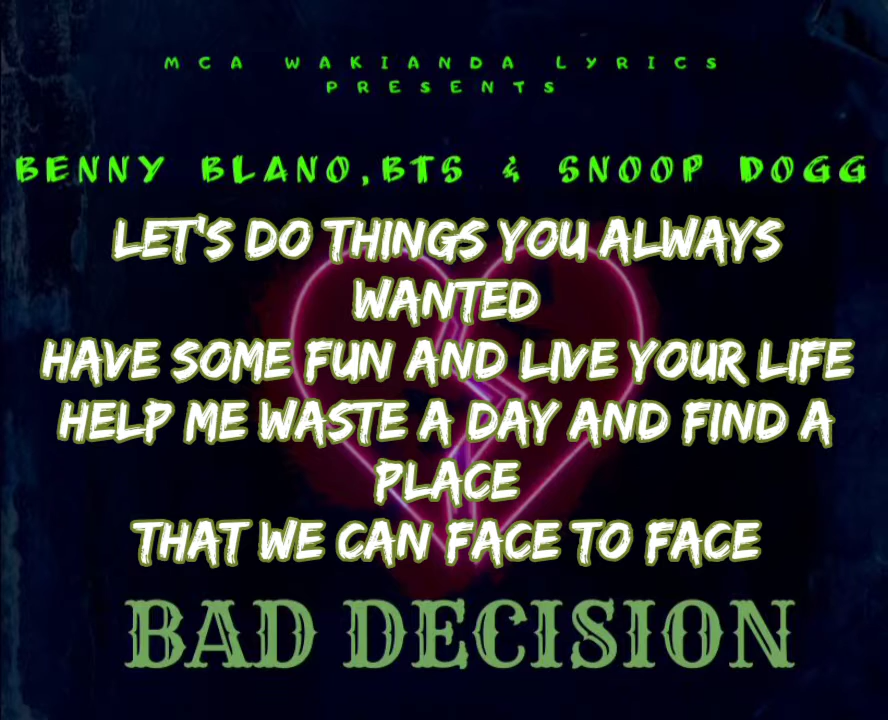 MCA WAKIANDA LYRICS
PRESENTS
BENNY BLANO,BTS & SNOOP DOGG
LET'S DO THINGS YOU ALWAYS
WANTED
HAVE SOME FUN AND LIVE YOUR LIFE
HELP ME WASTE A DAY AND FIND A
PLACE
THAT WE CAN FACE TO FACE
BAD DECISION